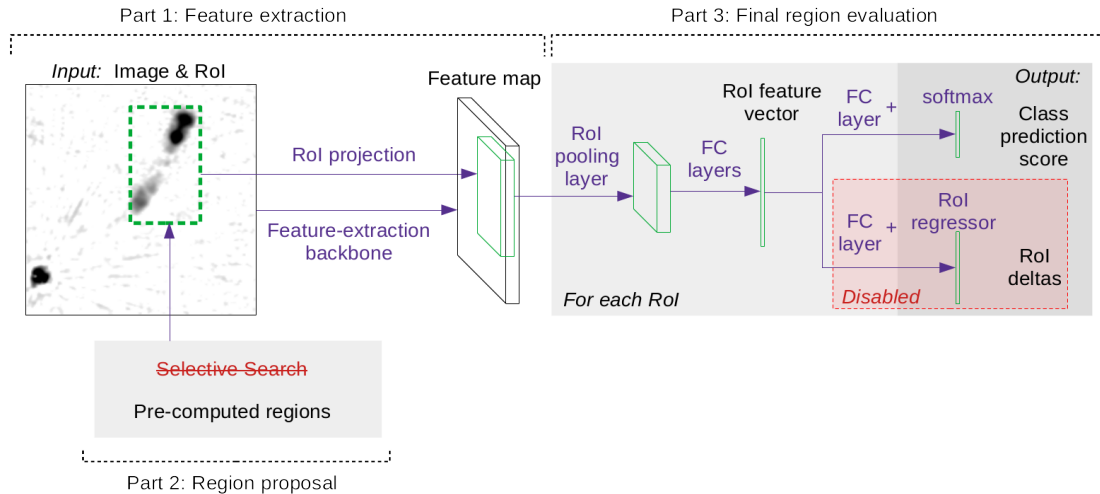 Part 1: Feature extraction
Part 3: Final region evaluation
Input: Image & RoI
Feature map
RoI projection
Feature-extraction
backbone
RoI
pooling
layer
FC
layers
RoI feature
vector
FC
layer +
softmax
Output:
Class
prediction
score
FC
layer +
RoI
regressor
RoI
deltas
Disabled
For each RoI
Selective Search
Pre-computed regions
Part 2: Region proposal